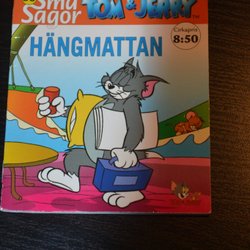 Små
Sagor
TOM & JERRY
HÄNGMATTAN
Cirkapris
8:50